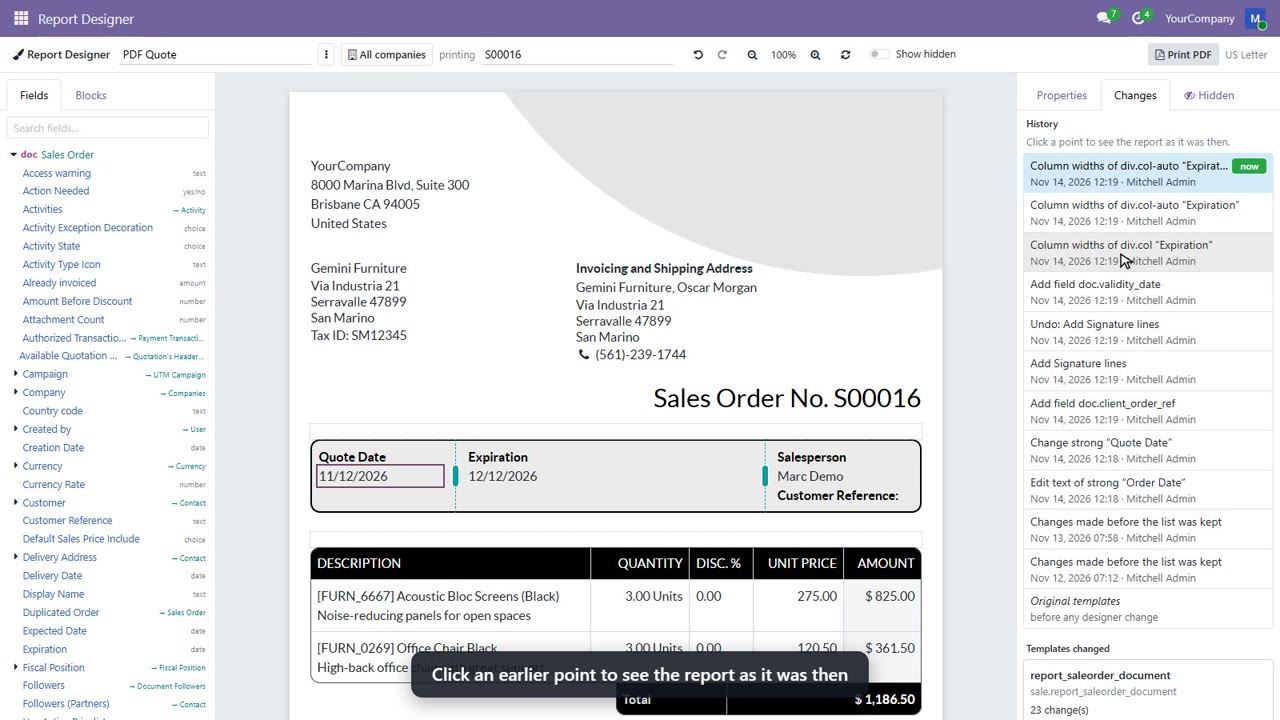 Report Designer
7
4
YourCompany
M
Report Designer
PDF Quote
All companies
printing
S00016
100%
Show hidden
Print PDF
US Letter
Fields
Blocks
Search fields...
doc Sales Order
Access warning text
Action Needed yes/no
Activities → Activity
Activity Exception Decoration choice
Activity State choice
Activity Type Icon text
Already invoiced amount
Amount Before Discount number
Attachment Count number
Authorized Transactio... → Payment Transacti...
Available Quotation ... → Quotation's Header...
Campaign → UTM Campaign
Company → Companies
Country code text
Created by → User
Creation Date date
Currency → Currency
Currency Rate number
Customer → Contact
Customer Reference text
Default Sales Price Include choice
Delivery Address → Contact
Delivery Date date
Display Name text
Duplicated Order → Sales Order
Expected Date date
Expiration date
Fiscal Position → Fiscal Position
Followers → Document Followers
Followers (Partners) → Contact
YourCompany
8000 Marina Blvd, Suite 300
Brisbane CA 94005
United States
Gemini Furniture
Via Industria 21
Serravalle 47899
San Marino
Tax ID: SM12345
Invoicing and Shipping Address
Gemini Furniture, Oscar Morgan
Via Industria 21
Serravalle 47899
San Marino
(561)-239-1744
Sales Order No. S00016
Quote Date
11/12/2026
Expiration
12/12/2026
Salesperson
Marc Demo
Customer Reference:
DESCRIPTION QUANTITY DISC. % UNIT PRICE AMOUNT
[FURN_6667] Acoustic Bloc Screens (Black) 3.00 Units 0.00 275.00 $ 825.00
Noise-reducing panels for open spaces
[FURN_0269] Office Chair Black 3.00 Units 0.00 120.50 $ 361.50
High-back office chair with great support
Total $ 1,186.50
Click an earlier point to see the report as it was then
Properties
Changes
Hidden
History
Click a point to see the report as it was then.
Column widths of div.col-auto “Expirat... now
Nov 14, 2026 12:19 · Mitchell Admin
Column widths of div.col-auto “Expiration”
Nov 14, 2026 12:19 · Mitchell Admin
Column widths of div.col “Expiration”
Nov 14, 2026 12:19 Mitchell Admin
Add field doc.validity_date
Nov 14, 2026 12:19 · Mitchell Admin
Undo: Add Signature lines
Nov 14, 2026 12:19 · Mitchell Admin
Add Signature lines
Nov 14, 2026 12:19 · Mitchell Admin
Add field doc.client_order_ref
Nov 14, 2026 12:19 · Mitchell Admin
Change strong “Quote Date”
Nov 14, 2026 12:18 · Mitchell Admin
Edit text of strong “Order Date”
Nov 14, 2026 12:18 · Mitchell Admin
Changes made before the list was kept
Nov 13, 2026 07:58 · Mitchell Admin
Changes made before the list was kept
Nov 12, 2026 07:12 · Mitchell Admin
Original templates
before any designer change
Templates changed
report_saleorder_document
sale.report_saleorder_document
23 change(s)